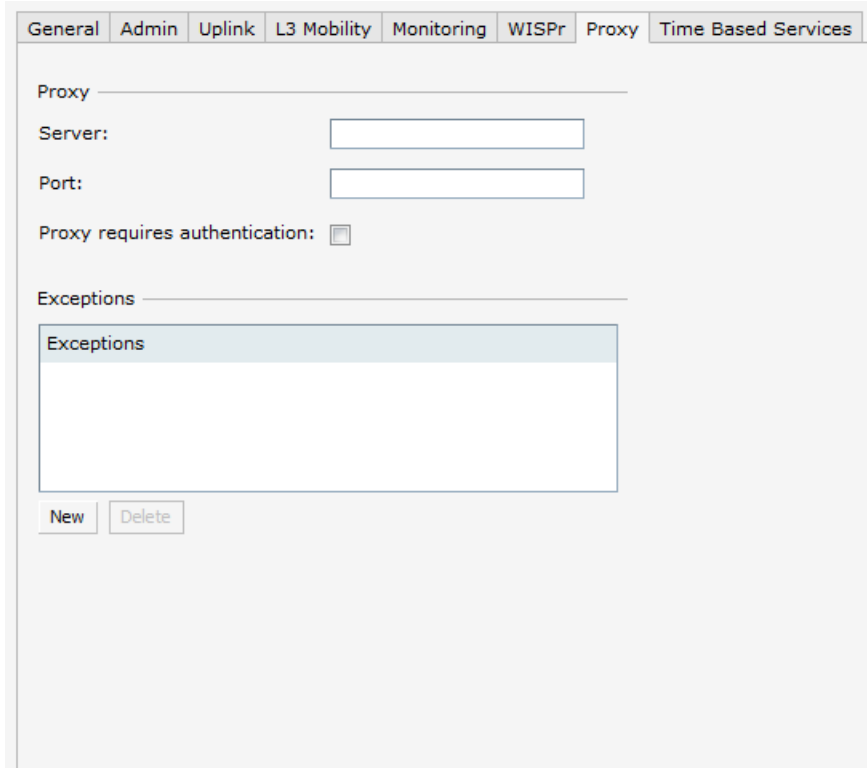 General Admin Uplink L3 Mobility Monitoring WISPr Proxy Time Based Services
Proxy
Server:
Port:
Proxy requires authentication:
Exceptions
Exceptions
New Delete